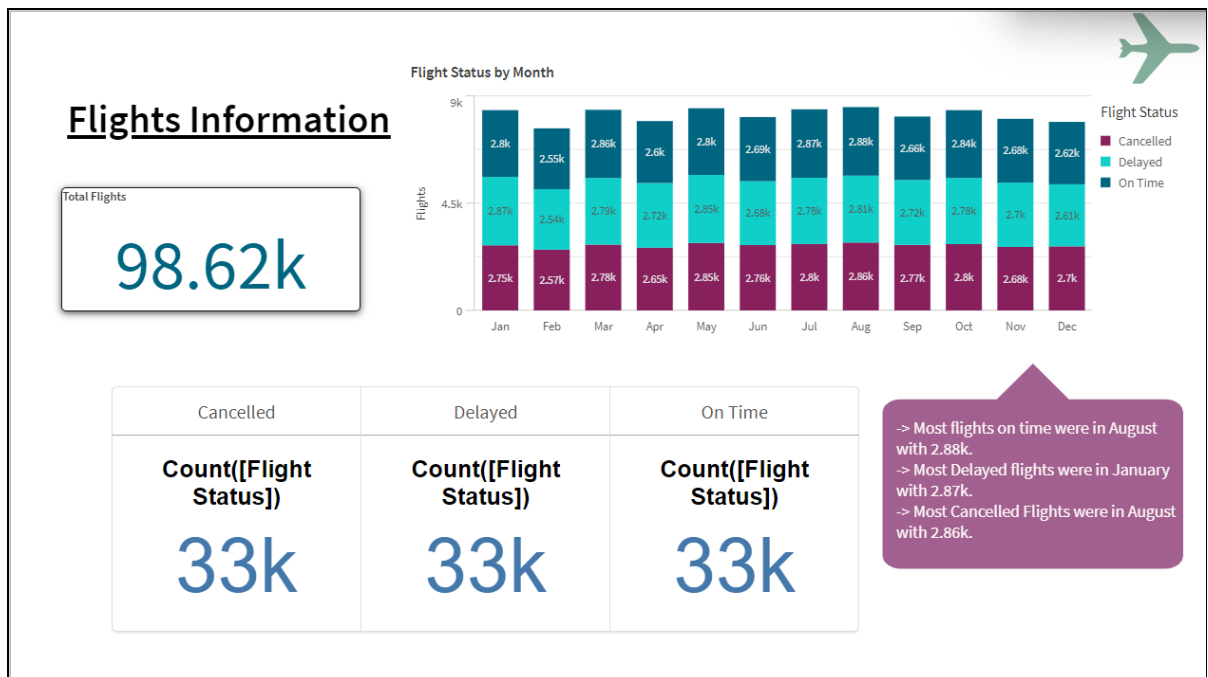 Flight Status by Month
Flights Information
Total Flights
98.62k
9k
4.5k
0
Flights
2.8k
2.55k
2.86k
2.6k
2.8k
2.69k
2.87k
2.88k
2.66k
2.84k
2.68k
2.62k
2.87k
2.54k
2.79k
2.72k
2.85k
2.68k
2.78k
2.81k
2.72k
2.78k
2.7k
2.61k
2.75k
2.57k
2.78k
2.65k
2.85k
2.76k
2.8k
2.86k
2.77k
2.8k
2.68k
2.7k
Jan
Feb
Mar
Apr
May
Jun
Jul
Aug
Sep
Oct
Nov
Dec
Flight Status
Cancelled
Delayed
On Time
Cancelled
Count([Flight
Status])
33k
Delayed
Count([Flight
Status])
33k
On Time
Count([Flight
Status])
33k
-> Most flights on time were in August
with 2.88k.
-> Most Delayed flights were in January
with 2.87k.
-> Most Cancelled Flights were in August
with 2.86k.